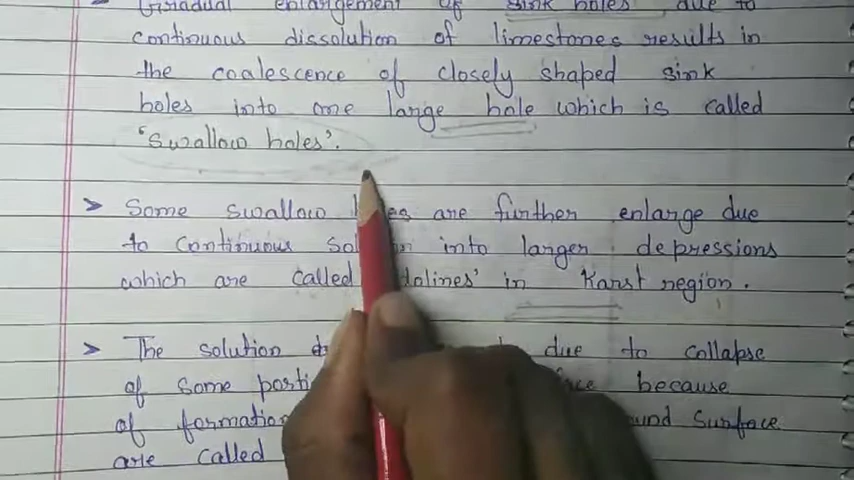 Gradual enlargement of sink holes due to
continuous dissolution of limestones results in
the coalescence of closely shaped sink
holes into one large hole which is called
'swallow holes'.
> Some swallow are further enlarge due
to continuous into larger depressions
which are called dolines' in Karst region.
> The solution due to collapse
of some because
of formation surface
are called